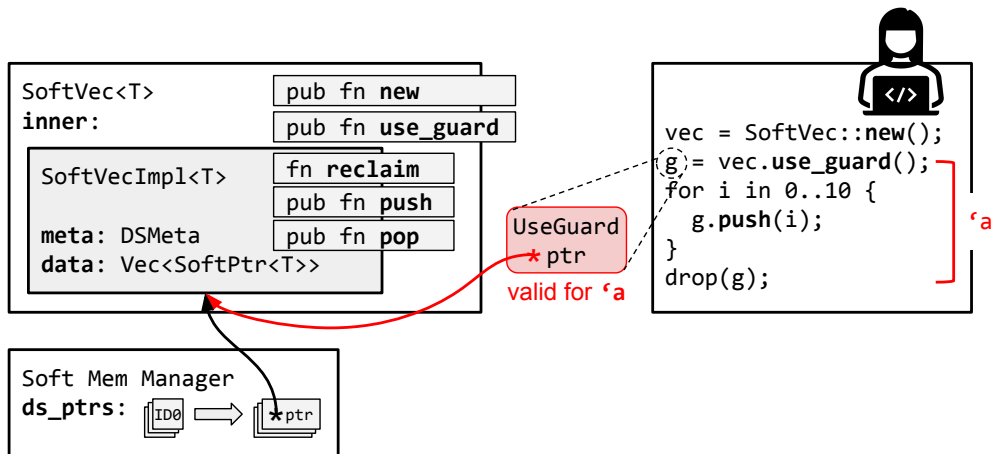 SoftVec<T>
inner:
pub fn new
pub fn use_guard
SoftVecImpl<T>
fn reclaim
pub fn push
pub fn pop
meta: DSMeta
data: Vec<SoftPtr<T>>
UseGuard
*ptr
valid for ‘a
</>
vec = SoftVec::new();
g = vec.use_guard();
for i in 0..10 {
g.push(i);
}
drop(g);
‘a
Soft Mem Manager
ds_ptrs:
ID0
*ptr